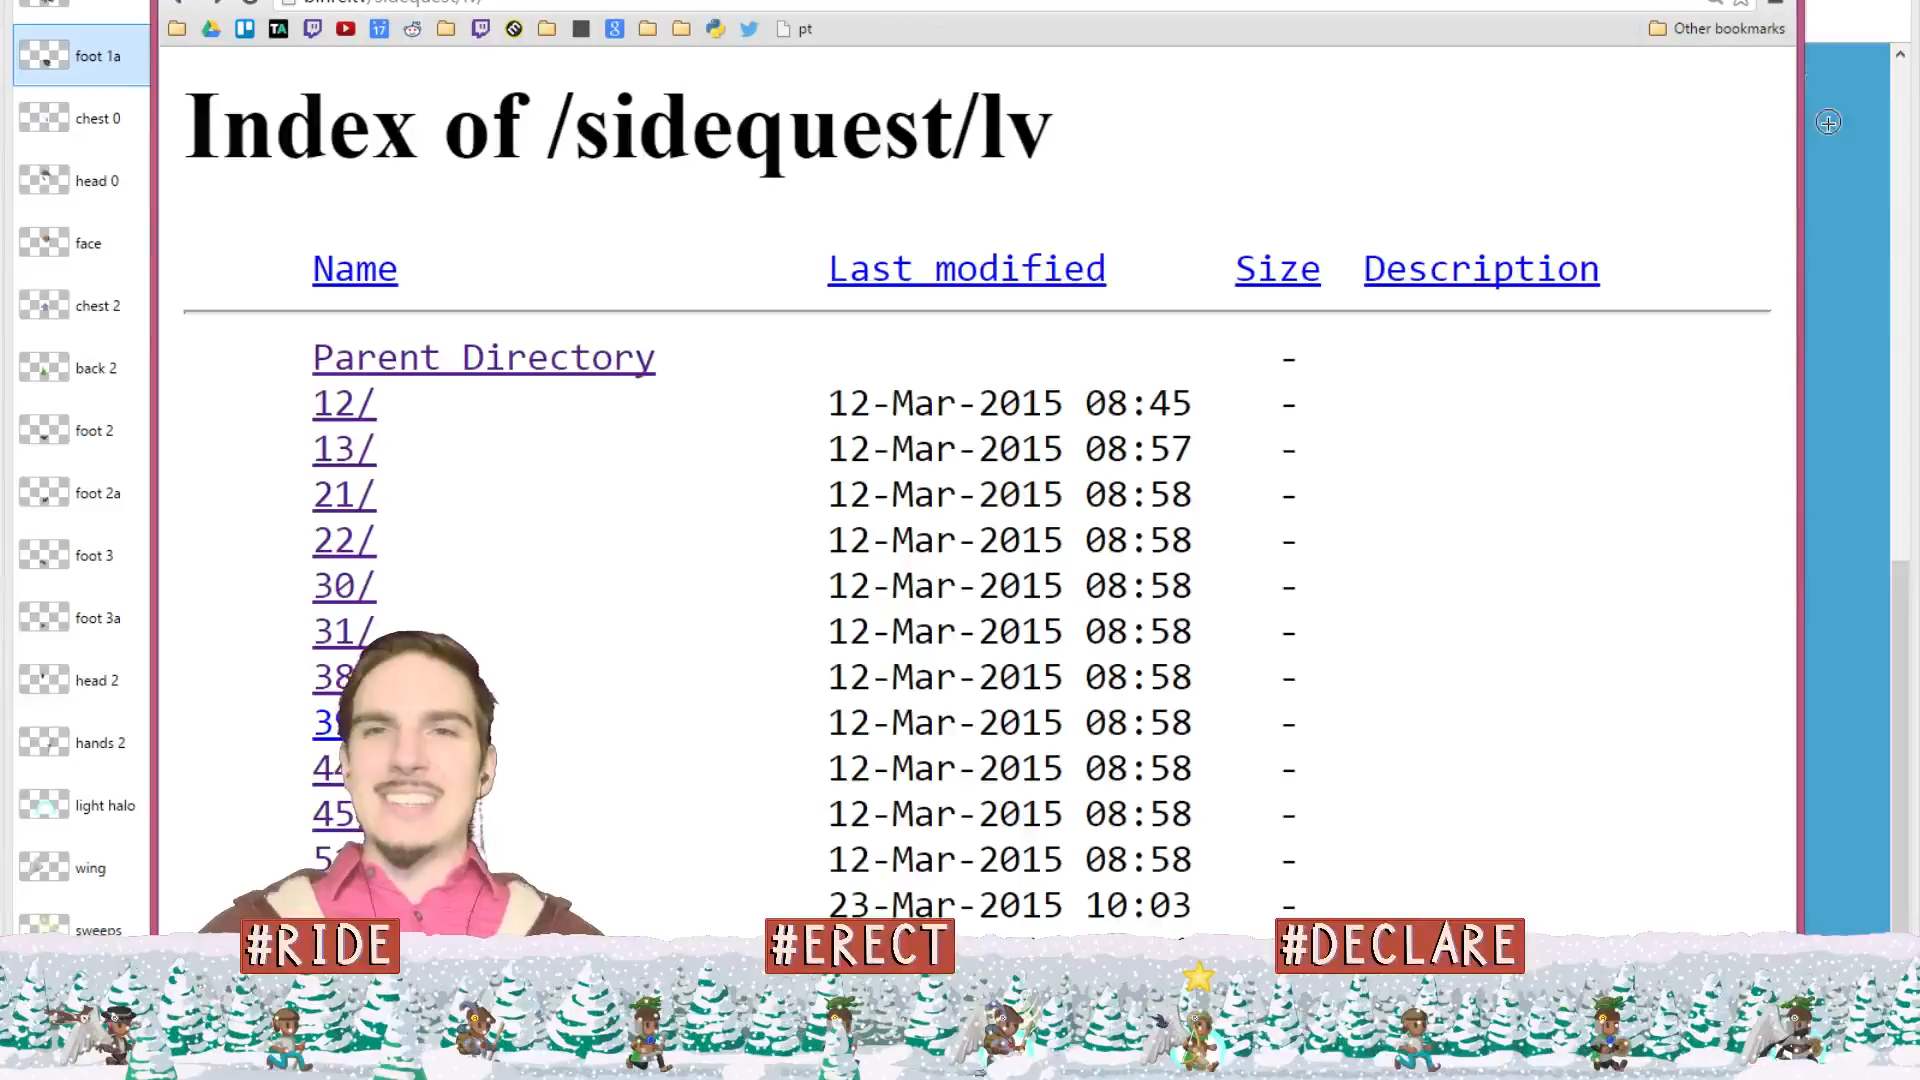 pt
Other bookmarks
Index of /sidequest/lv
Name Last modified Size Description
Parent Directory -
12/ 12-Mar-2015 08:45 -
13/ 12-Mar-2015 08:57 -
21/ 12-Mar-2015 08:58 -
22/ 12-Mar-2015 08:58 -
30/ 12-Mar-2015 08:58 -
31/ 12-Mar-2015 08:58 -
38 12-Mar-2015 08:58 -
12-Mar-2015 08:58 -
44 12-Mar-2015 08:58 -
45 12-Mar-2015 08:58 -
12-Mar-2015 08:58 -
23-Mar-2015 10:03 -
foot 1a
chest 0
head 0
face
chest 2
back 2
foot 2
foot 2a
foot 3
foot 3a
head 2
hands 2
light halo
wing
sweeps
TA
17
8
#RIDE
#ERECT
#DECLARE